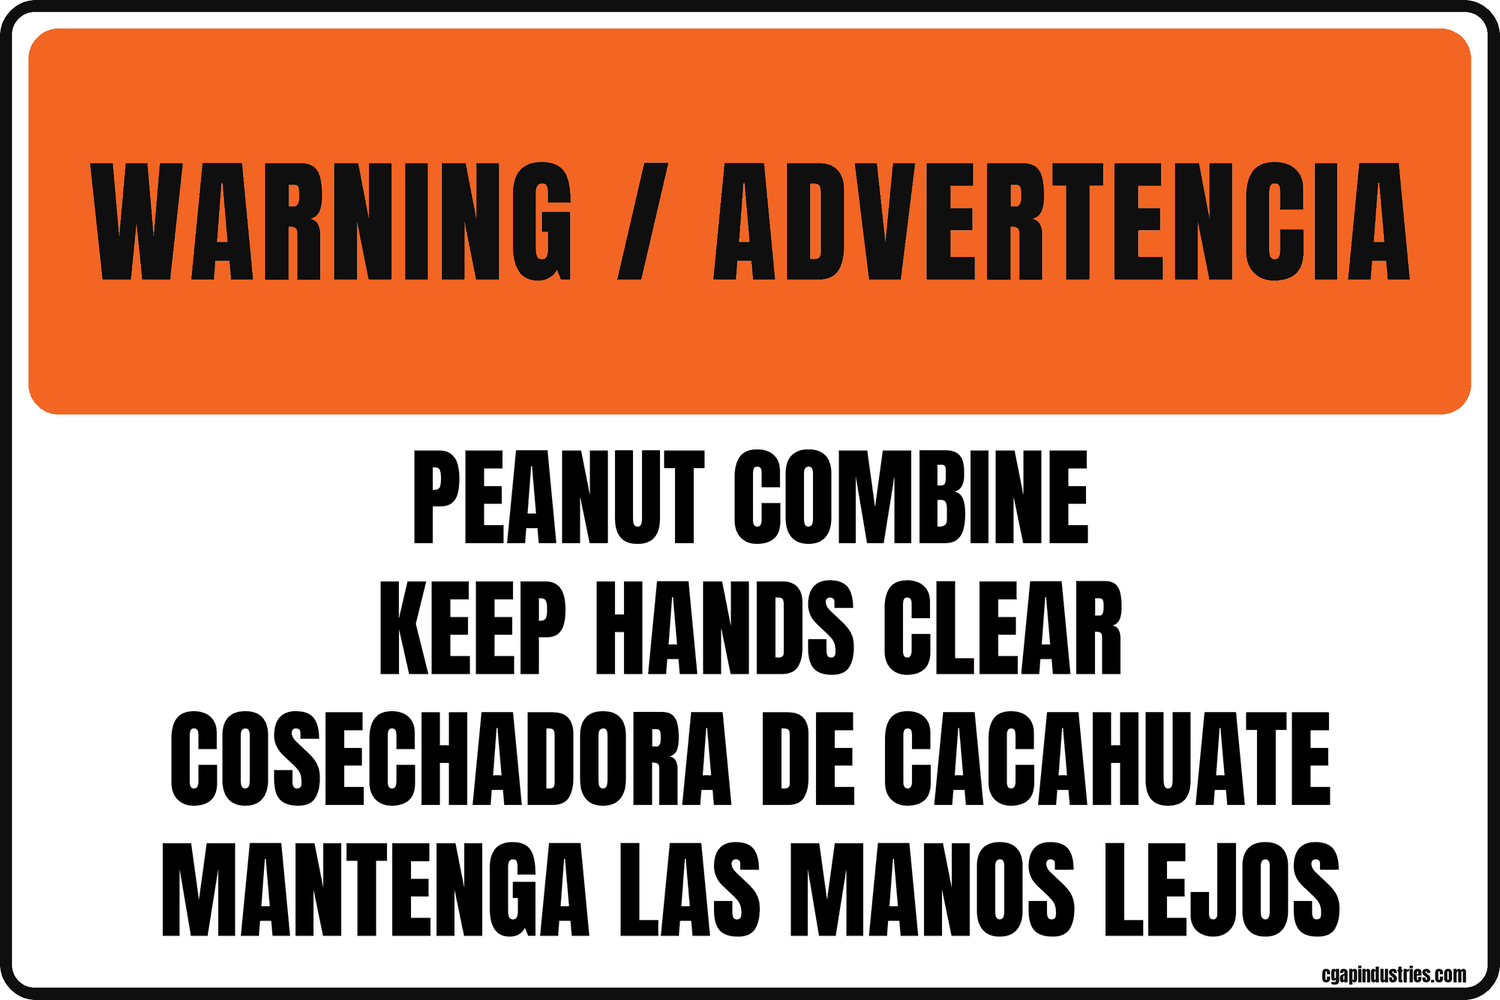 WARNING / ADVERTENCIA
PEANUT COMBINE
KEEP HANDS CLEAR
COSECHADORA DE CACAHUATE
MANTENGA LAS MANOS LEJOS
cgapindustries.com